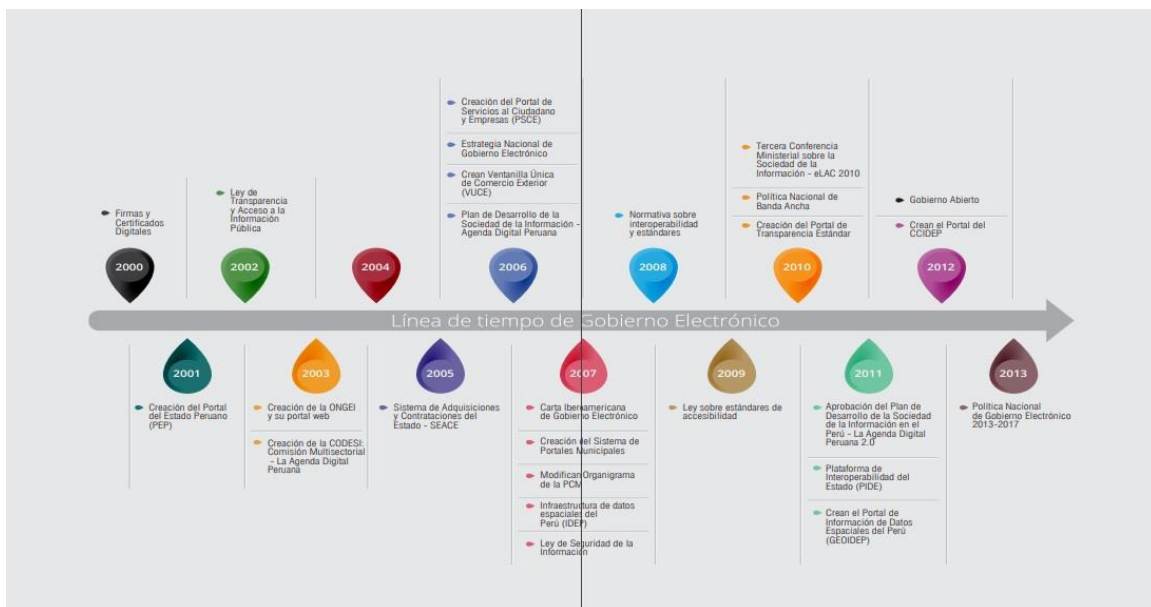 Creación del Portal de
Servicios al Ciudadano
y Empresas (PSCE)
Estrategia Nacional de
Gobierno Electrónico
Crean Ventanilla Única
de Comercio Exterior
(VUCE)
Plan de Desarrollo de la
Sociedad de la Información -
Agenda Digital Peruana
Tercera Conferencia
Ministerial sobre la
Sociedad de la
Información - eLAC 2010
Política Nacional de
Banda Ancha
Creación del Portal de
Transparencia Estándar
Firmas y
Certificados
Digitales
Ley de
Transparencia
y Acceso a la
Información
Pública
Normativa sobre
interoperabilidad
y estándares
Gobierno Abierto
Crean el Portal del
CCIDEP
2000
2002
2004
2006
2008
2010
2012
Línea de tiempo de Gobierno Electrónico
2001
2003
2005
2007
2009
2011
2013
Creación del Portal
del Estado Peruano
(PEP)
Creación de la ONGEI
y su portal web
Creación de la CODESI:
Comisión Multisectorial
- La Agenda Digital
Peruana
Sistema de Adquisiciones
y Contrataciones del
Estado - SEACE
Carta Iberoamericana
de Gobierno Electrónico
Creación del Sistema de
Portales Municipales
Modifican Organigrama
de la PCM
Infraestructura de datos
espaciales del
Perú (IDEP)
Ley de Seguridad de la
Información
Ley sobre estándares de
accesibilidad
Aprobación del Plan de
Desarrollo de la Sociedad
de la Información en el
Perú - La Agenda Digital
Peruana 2.0
Plataforma de
Interoperabilidad del
Estado (PIDE)
Crean el Portal de
Información de Datos
Espaciales del Perú
(GEOIDEP)
Política Nacional
de Gobierno Electrónico
2013-2017